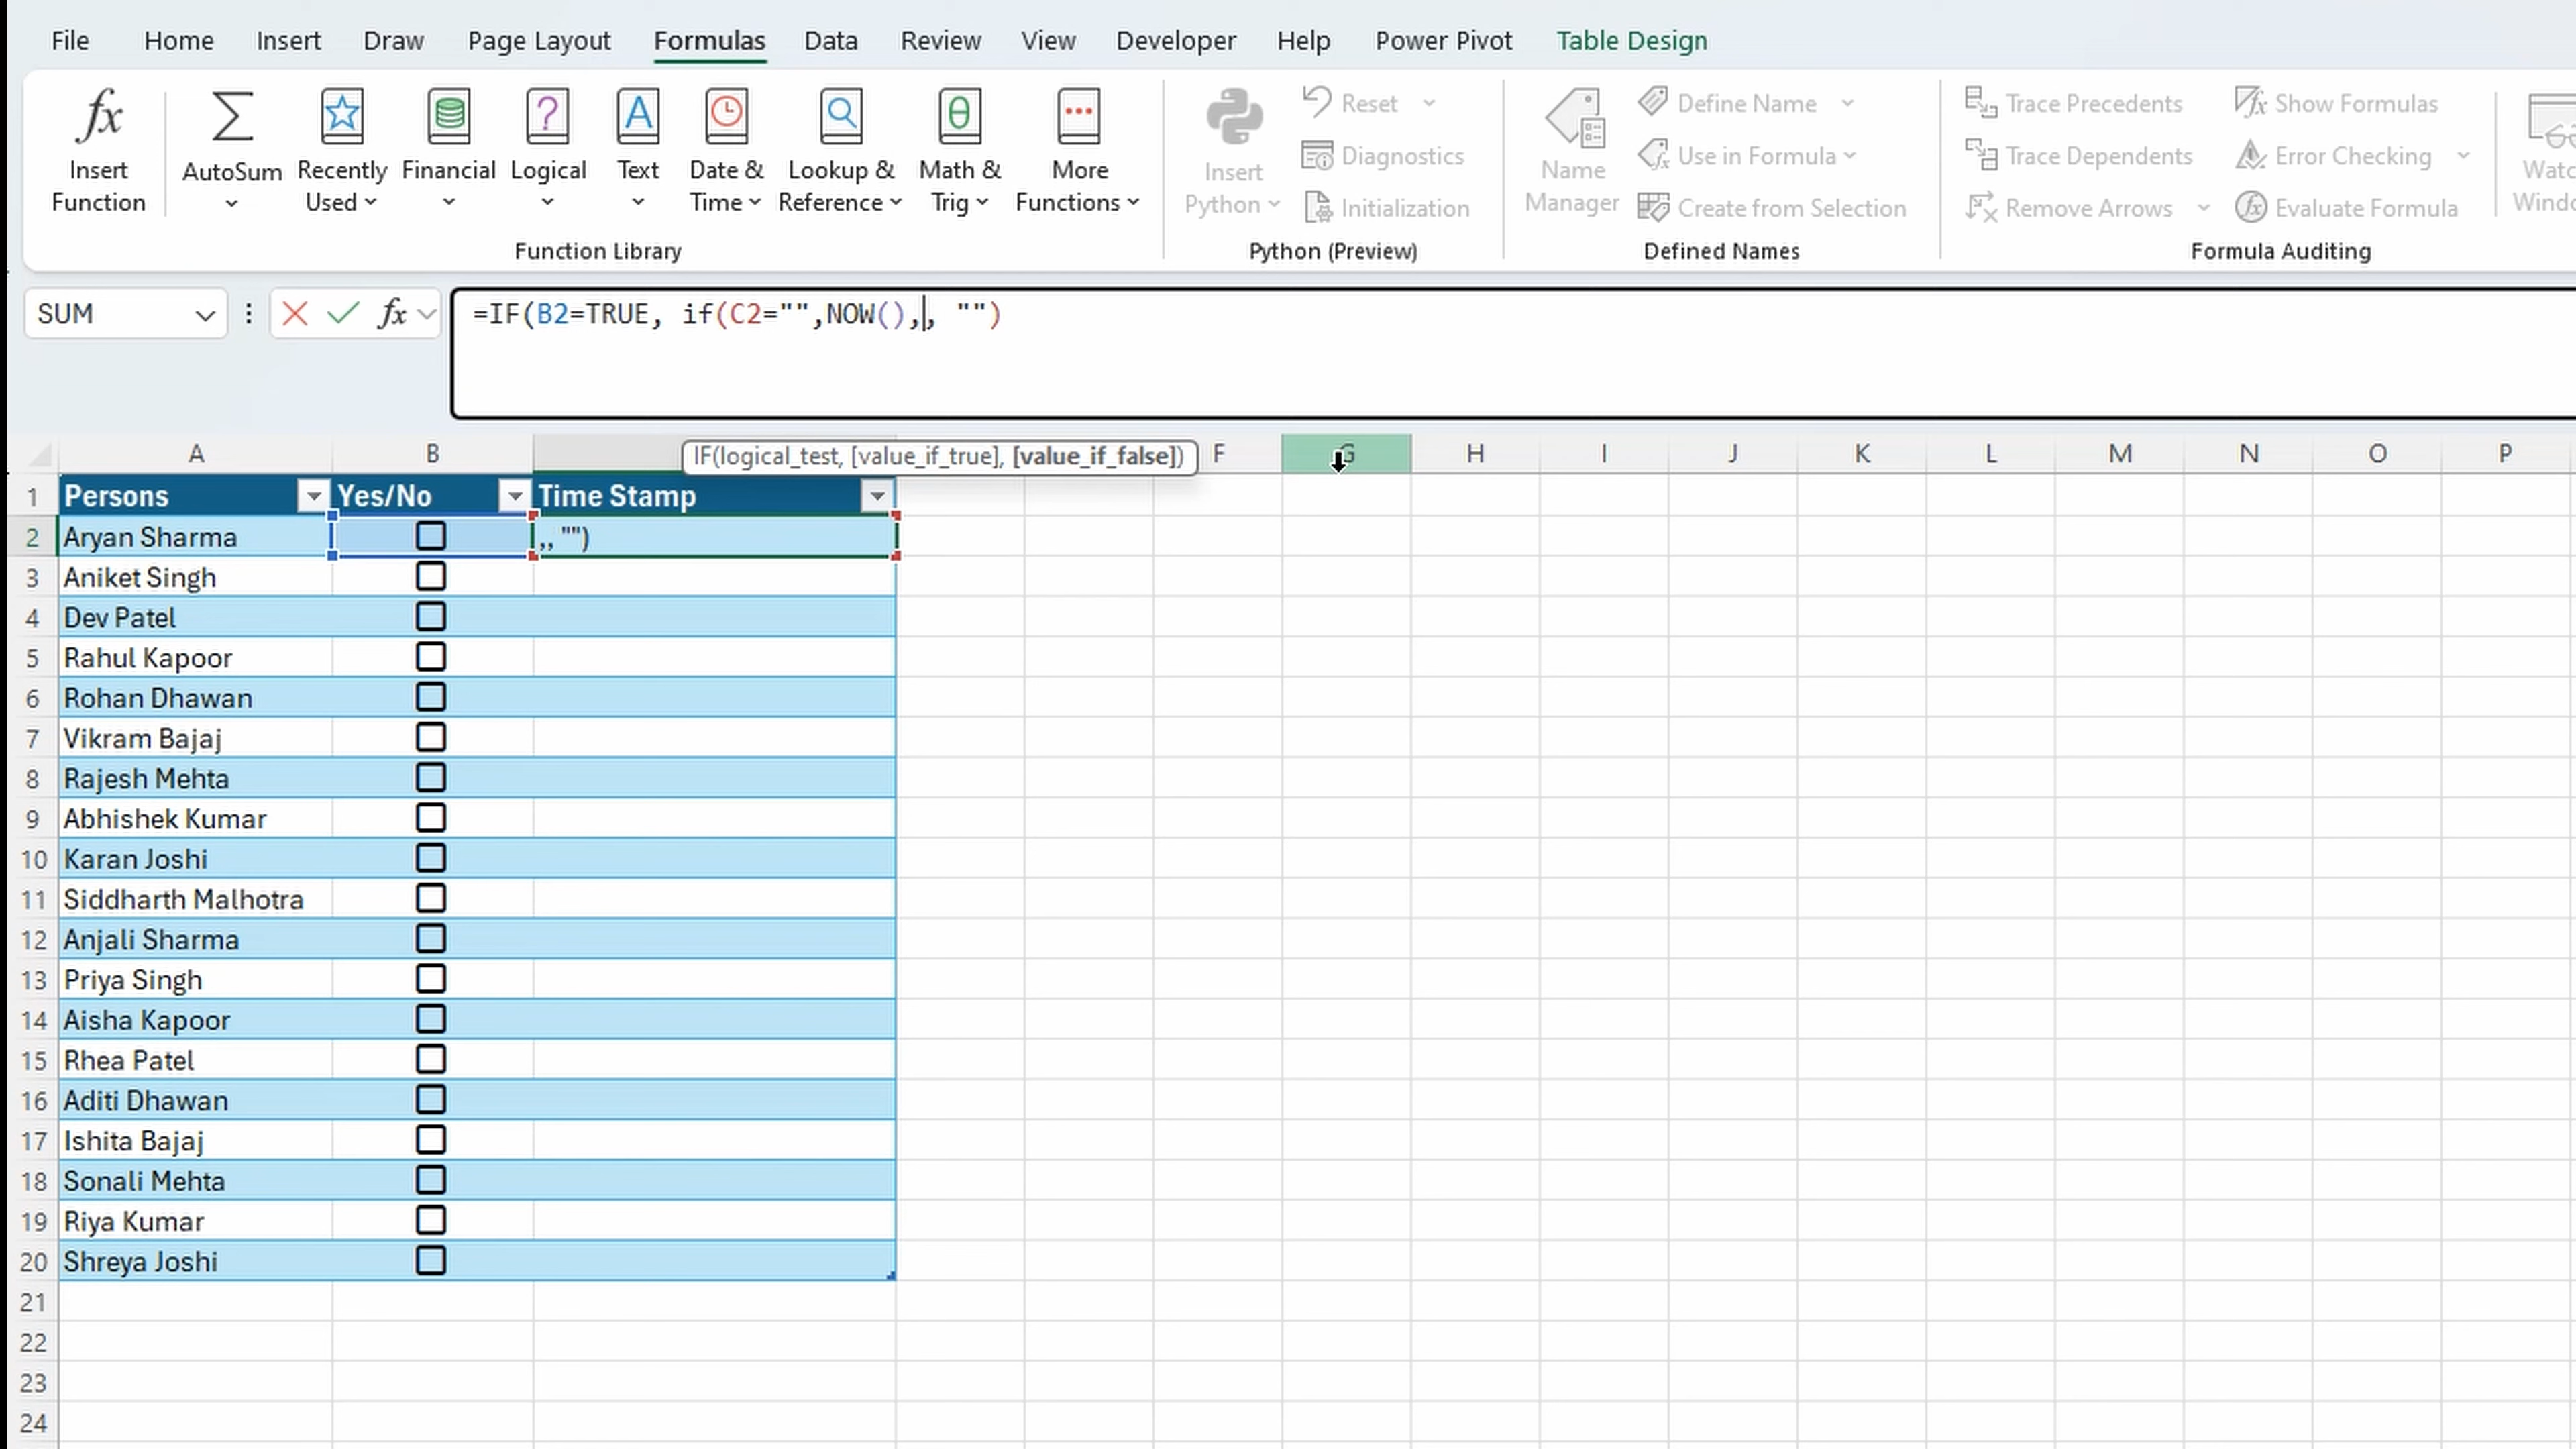 File Home Insert Draw Page Layout Formulas Data Review View Developer Help Power Pivot Table Design
fx Insert Function
AutoSum
Recently Used
Financial
Logical
Text
Date & Time
Lookup & Reference
Math & Trig
More Functions
Function Library
Insert Python
Reset
Diagnostics
Initialization
Python (Preview)
Name Manager
Define Name
Use in Formula
Create from Selection
Defined Names
Trace Precedents
Trace Dependents
Remove Arrows
Show Formulas
Error Checking
Evaluate Formula
Formula Auditing
SUM fx =IF(B2=TRUE, if(C2="",NOW(),, "")
A B F G H I J K L M N O P
IF(logical_test, [value_if_true], [value_if_false])
1 Persons Yes/No Time Stamp
2 Aryan Sharma ,, "")
3 Aniket Singh
4 Dev Patel
5 Rahul Kapoor
6 Rohan Dhawan
7 Vikram Bajaj
8 Rajesh Mehta
9 Abhishek Kumar
10 Karan Joshi
11 Siddharth Malhotra
12 Anjali Sharma
13 Priya Singh
14 Aisha Kapoor
15 Rhea Patel
16 Aditi Dhawan
17 Ishita Bajaj
18 Sonali Mehta
19 Riya Kumar
20 Shreya Joshi
21
22
23
24